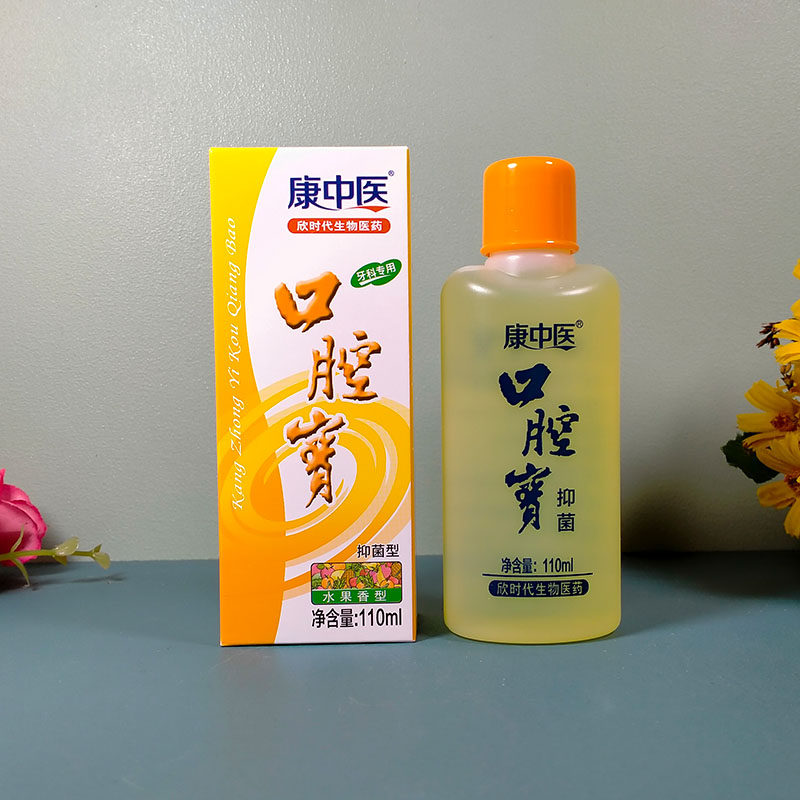 康中医®
欣时代生物医药
牙科专用
口腔寳
Kang Zhong Yi Kou Qiang Bao
抑菌型
水果香型
净含量:110ml
康中医®
口腔寳
抑菌
净含量: 110ml
欣时代生物医药